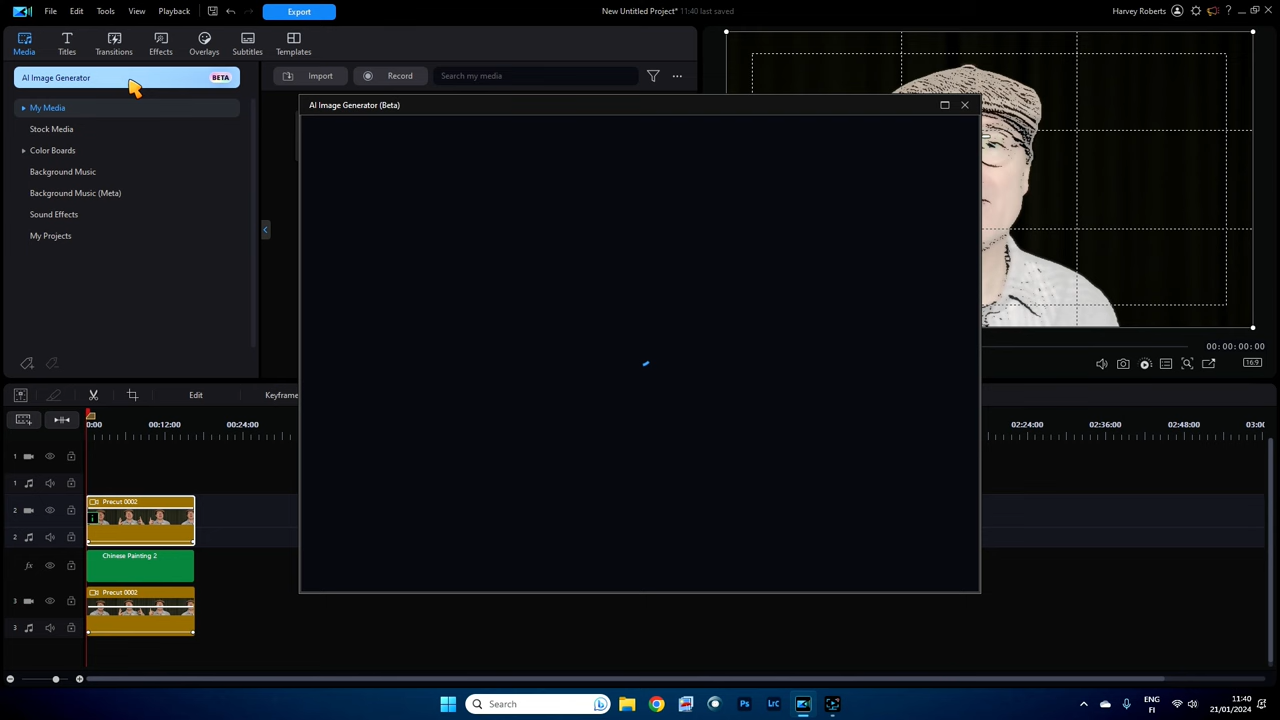 File
Edit
Tools
View
Playback
Export
New Untitled Project* 11:40 last saved
Harvey Roberts
Media
Titles
Transitions
Effects
Overlays
Subtitles
Templates
AI Image Generator BETA
Import
Record
Search my media
My Media
Stock Media
Color Boards
Background Music
Background Music (Meta)
Sound Effects
My Projects
AI Image Generator (Beta)
00:00:00:00
16:9
Edit
Keyframe
0:00
00:12:00
00:24:00
02:24:00
02:36:00
02:48:00
03:00
1
1
2
Precut 0002
2
fx
Chinese Painting 2
3
Precut 0002
3
Search
Ps
LrC
ENG
FI
11:40
21/01/2024